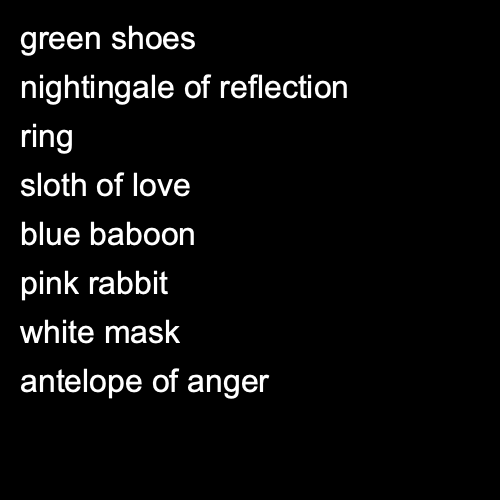 green shoes
nightingale of reflection
ring
sloth of love
blue baboon
pink rabbit
white mask
antelope of anger